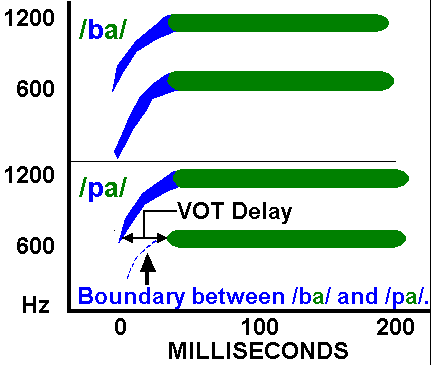 1200
/ba/
600
1200
/pa/
VOT Delay
600
Hz
Boundary between /ba/ and /pa/.
0 100 200
MILLISECONDS